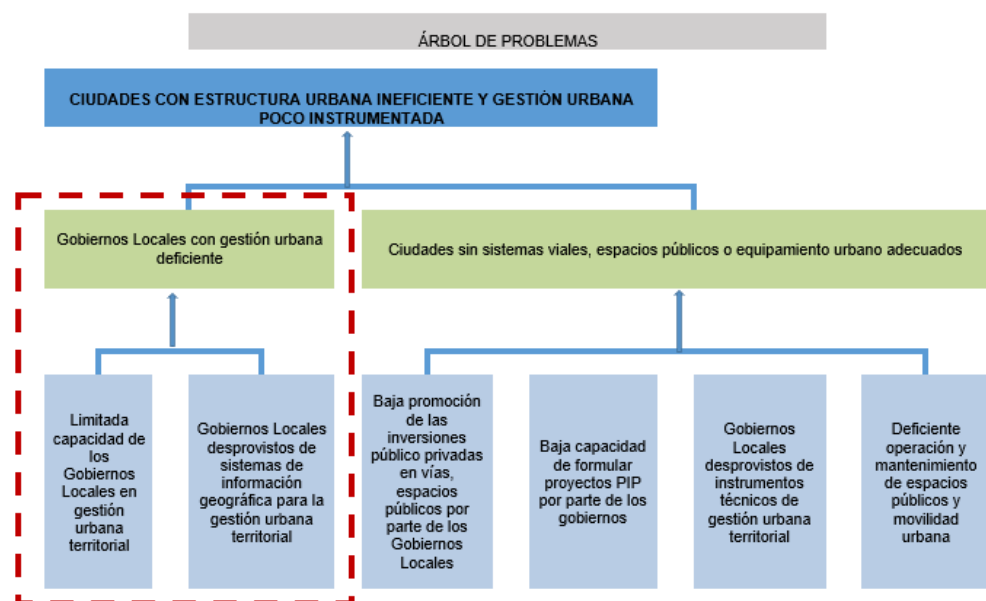 ÁRBOL DE PROBLEMAS
CIUDADES CON ESTRUCTURA URBANA INEFICIENTE Y GESTIÓN URBANA
POCO INSTRUMENTADA
Gobiernos Locales con gestión urbana
deficiente
Ciudades sin sistemas viales, espacios públicos o equipamiento urbano adecuados
Limitada
capacidad de
los
Gobiernos
Locales en
gestión
urbana
territorial
Gobiernos Locales
desprovistos de
sistemas de
información
geográfica para la
gestión urbana
territorial
Baja promoción
de las
inversiones
público privadas
en vías,
espacios
públicos por
parte de los
Gobiernos
Locales
Baja capacidad
de formular
proyectos PIP
por parte de los
gobiernos
Gobiernos
Locales
desprovistos de
instrumentos
técnicos de
gestión urbana
territorial
Deficiente
operación y
mantenimiento
de espacios
públicos y
movilidad
urbana